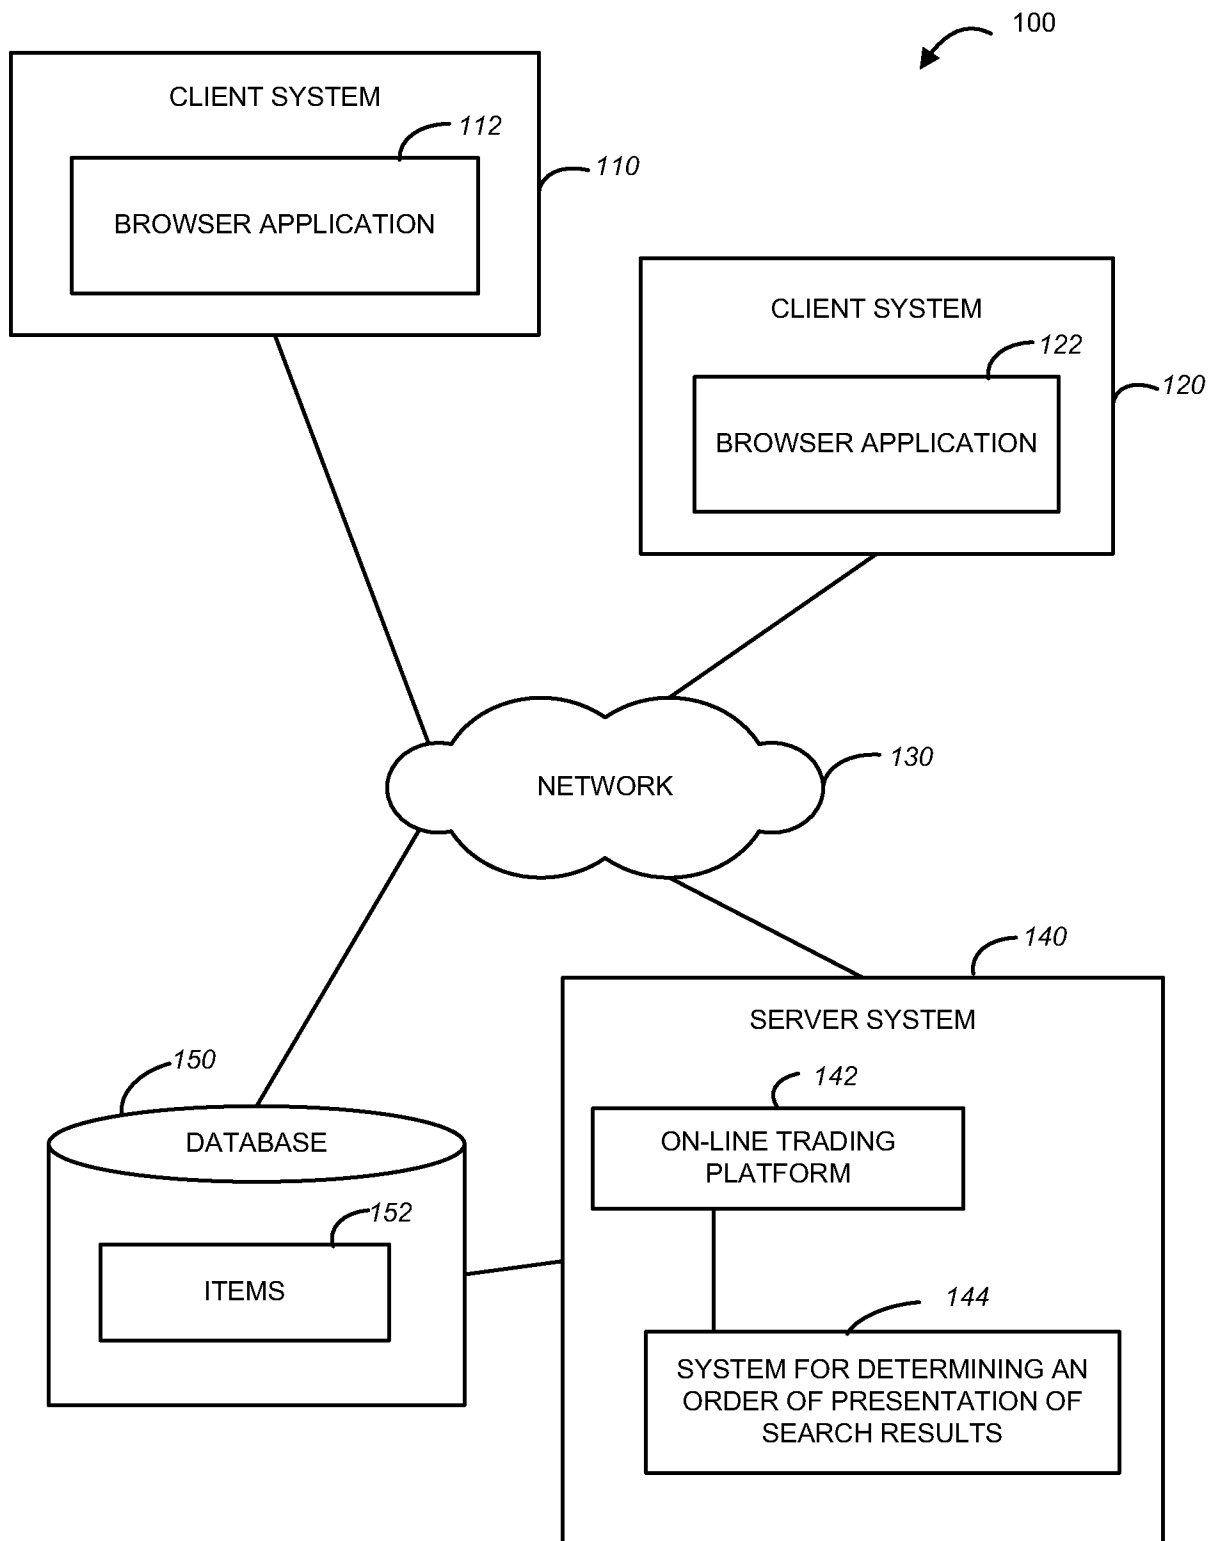 100
CLIENT SYSTEM
112
BROWSER APPLICATION
110
CLIENT SYSTEM
122
BROWSER APPLICATION
120
NETWORK
130
140
SERVER SYSTEM
142
ON-LINE TRADING
PLATFORM
144
SYSTEM FOR DETERMINING AN
ORDER OF PRESENTATION OF
SEARCH RESULTS
150
DATABASE
152
ITEMS